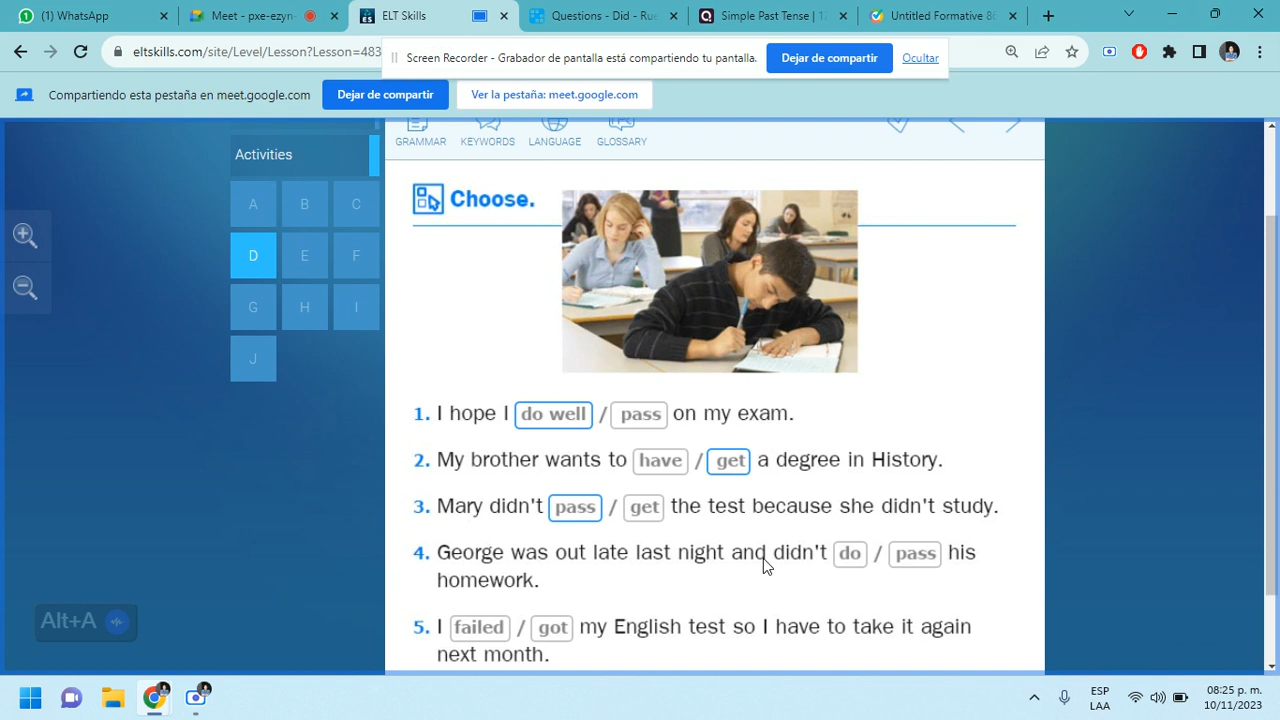 (1) WhatsApp
Meet - pxe-ezyn-
ELT Skills
Questions - Did - Rue
Simple Past Tense | 12
Untitled Formative 86
eltskills.com/site/Level/Lesson?Lesson=483
Screen Recorder - Grabador de pantalla está compartiendo tu pantalla.
Dejar de compartir
Ocultar
Compartiendo esta pestaña en meet.google.com
Dejar de compartir
Ver la pestaña: meet.google.com
GRAMMAR KEYWORDS LANGUAGE GLOSSARY
Activities
A B C
D E F
G H I
J
Alt+A
Choose.
1. I hope I do well / pass on my exam.
2. My brother wants to have / get a degree in History.
3. Mary didn't pass / get the test because she didn't study.
4. George was out late last night and didn't do / pass his
homework.
5. I failed / got my English test so I have to take it again
next month.
ESP
LAA
08:25 p. m.
10/11/2023